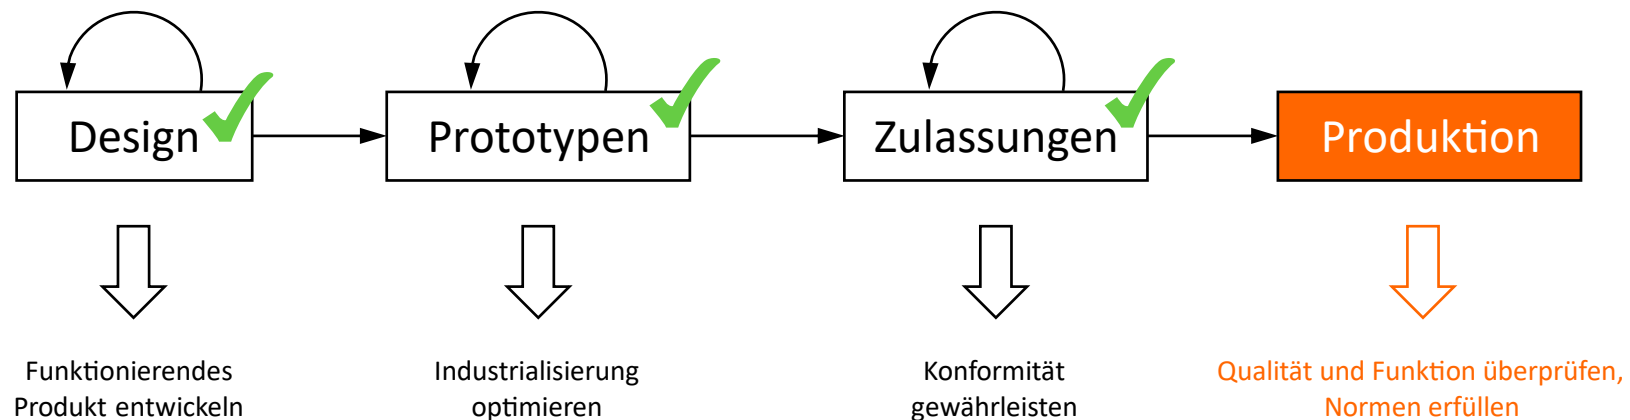 Design
Prototypen
Zulassungen
Produktion
Funktionierendes
Produkt entwickeln
Industrialisierung
optimieren
Konformität
gewährleisten
Qualität und Funktion überprüfen,
Normen erfüllen